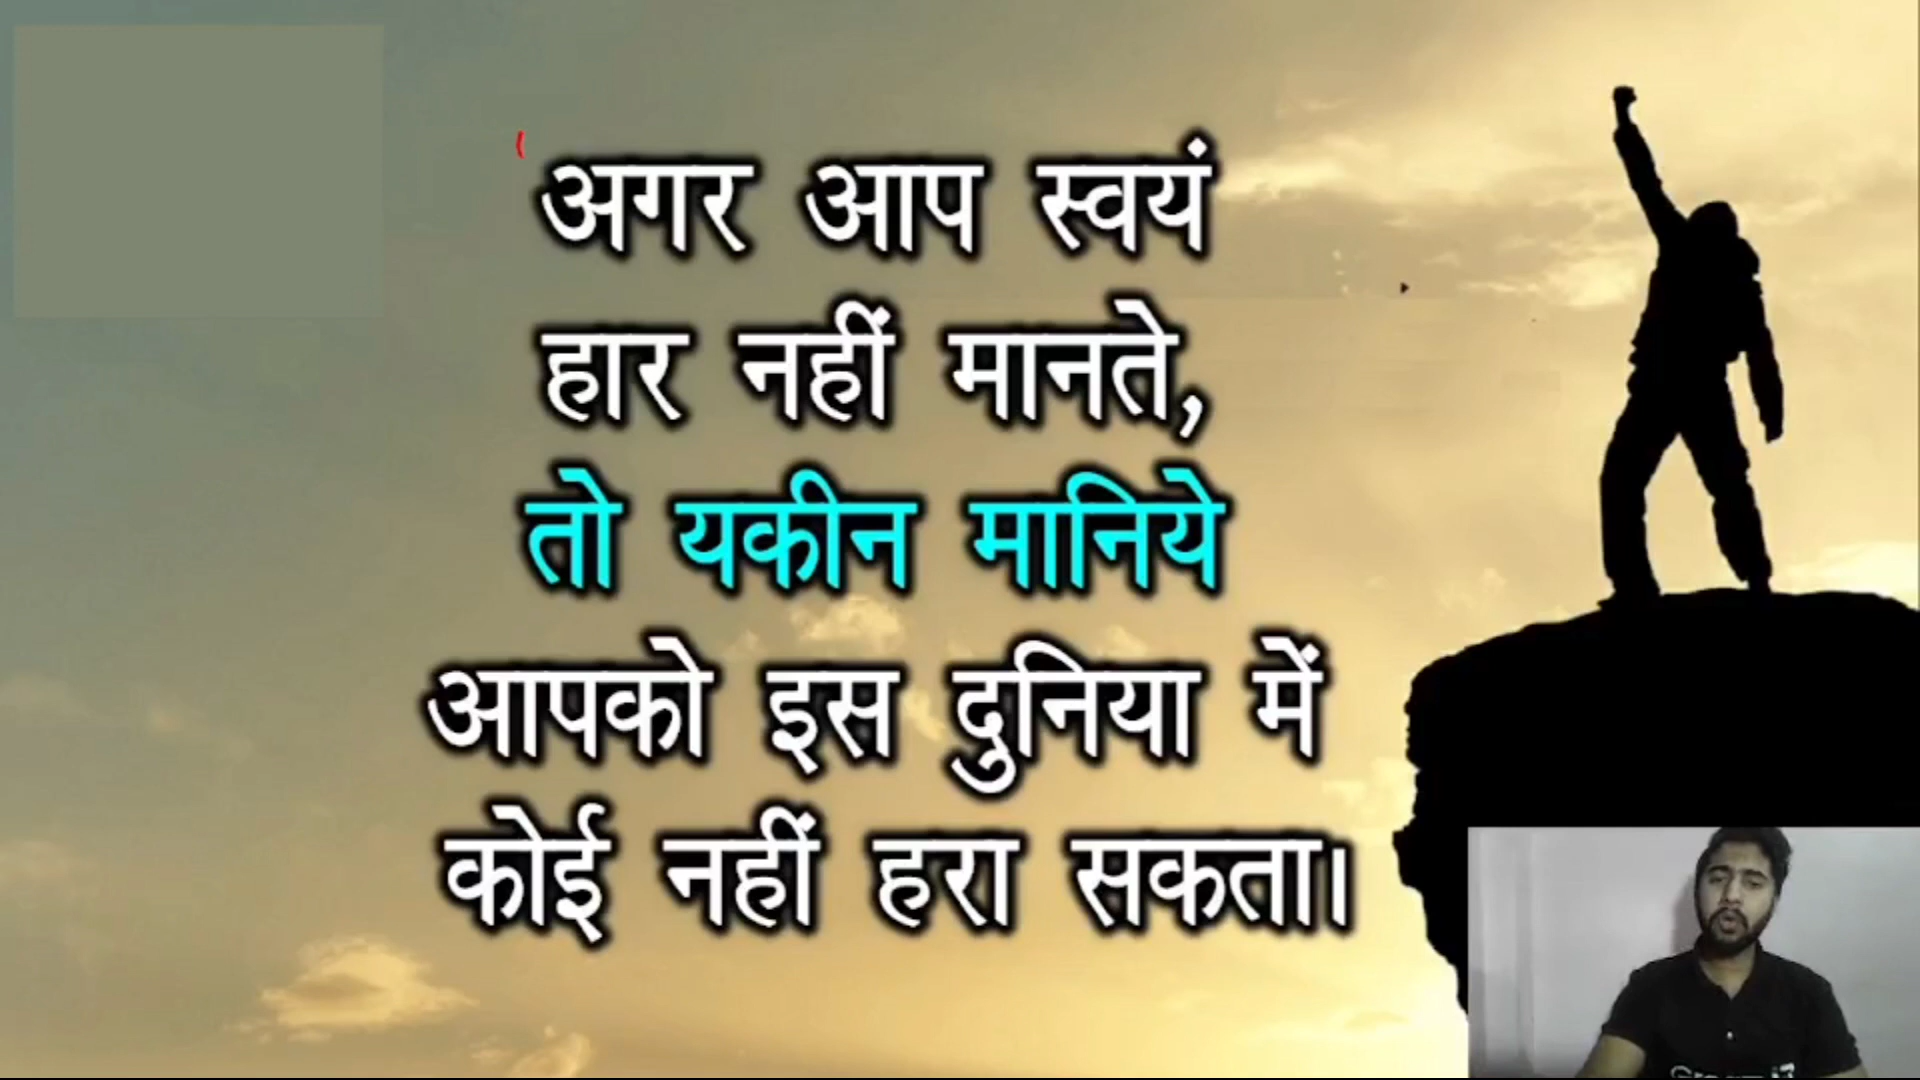 अगर आप स्वयं
हार नहीं मानते,
तो यकीन मानिये
आपको इस दुनिया में
कोई नहीं हरा सकता।